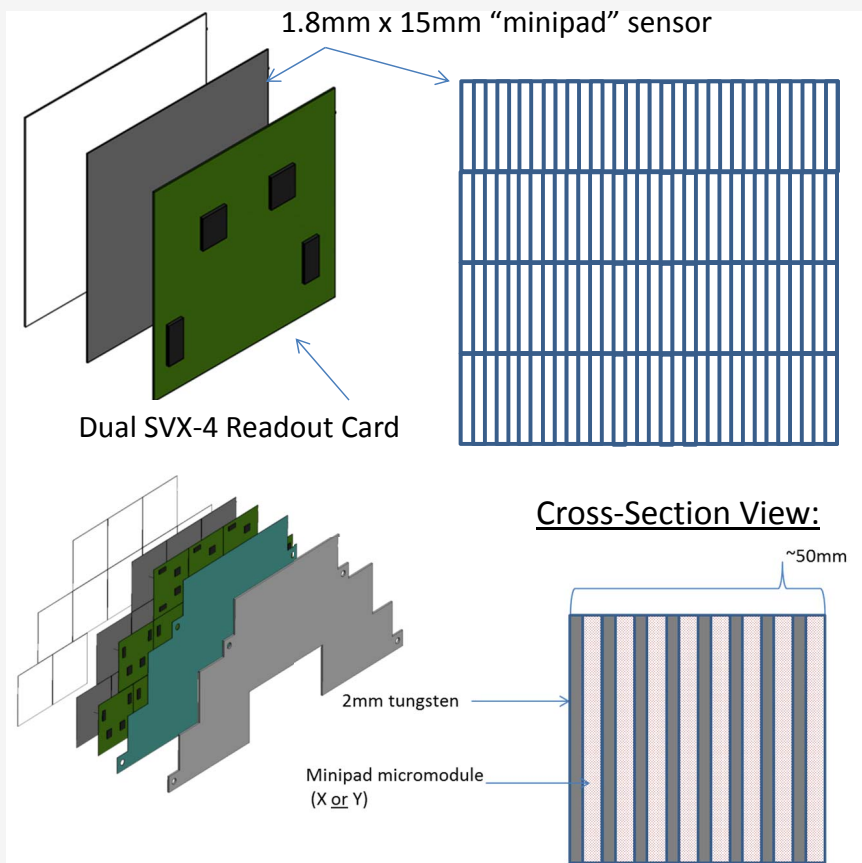 1.8mm x 15mm “minipad” sensor
Dual SVX-4 Readout Card
Cross-Section View:
~50mm
2mm tungsten
Minipad micromodule
(X or Y)